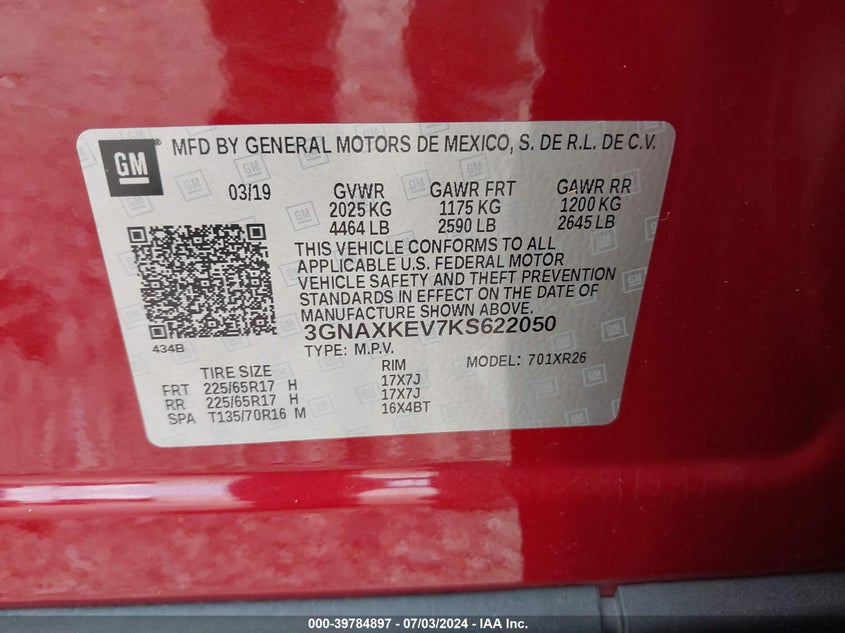 GM
MFD BY GENERAL MOTORS DE MEXICO, S. DE R.L. DE C.V.
03/19 GVWR GAWR FRT GAWR RR
2025 KG 1175 KG 1200 KG
4464 LB 2590 LB 2645 LB
THIS VEHICLE CONFORMS TO ALL
APPLICABLE U.S. FEDERAL MOTOR
VEHICLE SAFETY AND THEFT PREVENTION
STANDARDS IN EFFECT ON THE DATE OF
MANUFACTURE SHOWN ABOVE.
434B
3GNAXKEV7KS622050
TYPE: M.P.V. MODEL: 701XR26
TIRE SIZE RIM
FRT 225/65R17 H 17X7J
RR 225/65R17 H 17X7J
SPA T135/70R16 M 16X4BT
000-39784897 - 07/03/2024 - IAA Inc.